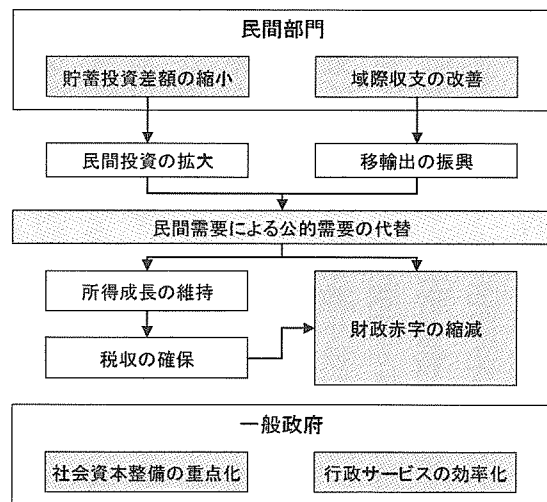 民間部門
貯蓄投資差額の縮小
域際収支の改善
民間投資の拡大
移輸出の振興
民間需要による公的需要の代替
所得成長の維持
財政赤字の縮減
税収の確保
一般政府
社会資本整備の重点化
行政サービスの効率化